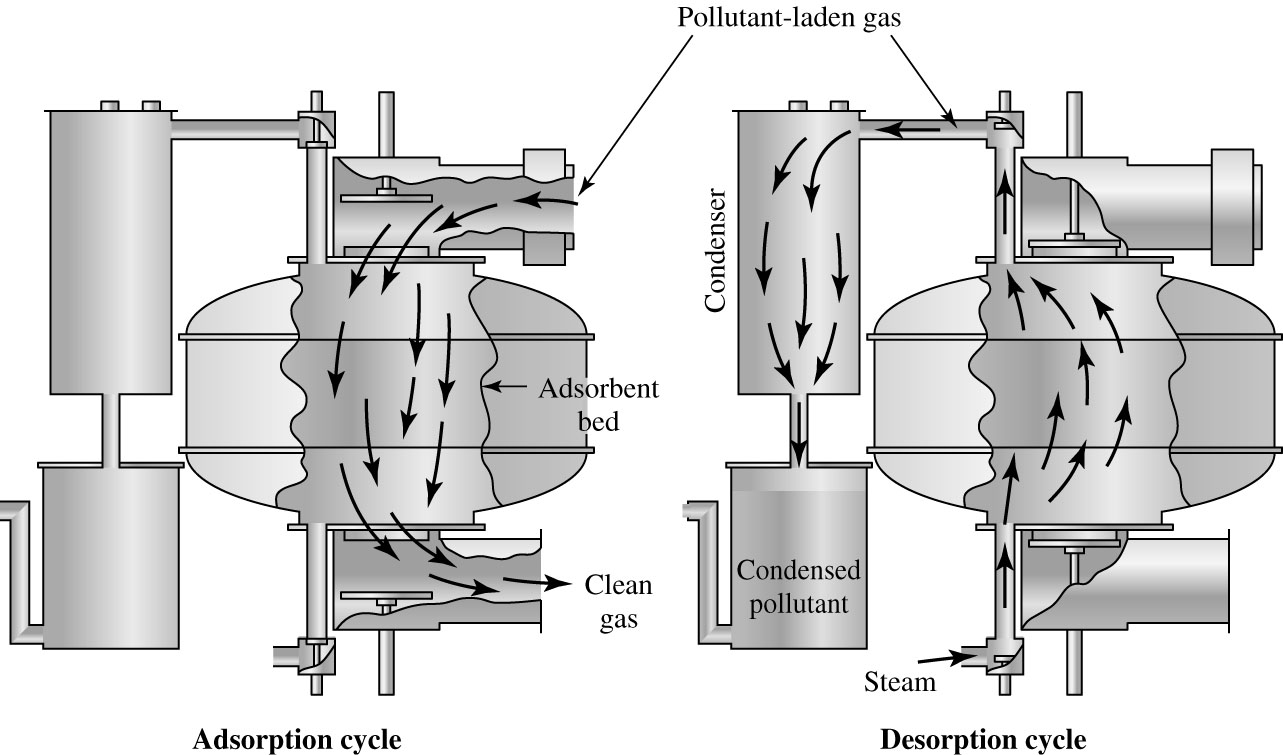 Pollutant-laden gas
Condenser
Adsorbent
bed
Condensed
pollutant
Clean
gas
Steam
Adsorption cycle
Desorption cycle